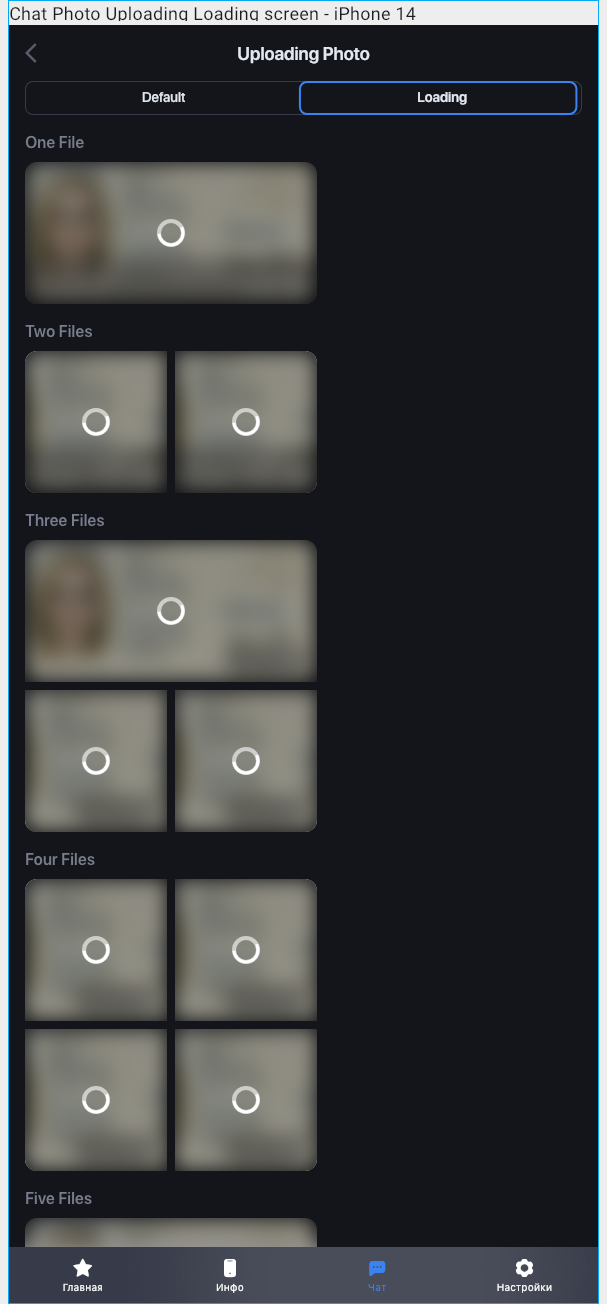 Chat Photo Uploading Loading screen - iPhone 14
Uploading Photo
Default
Loading
One File
Two Files
Three Files
Four Files
Five Files
Главная
Инфо
Чат
Настройки